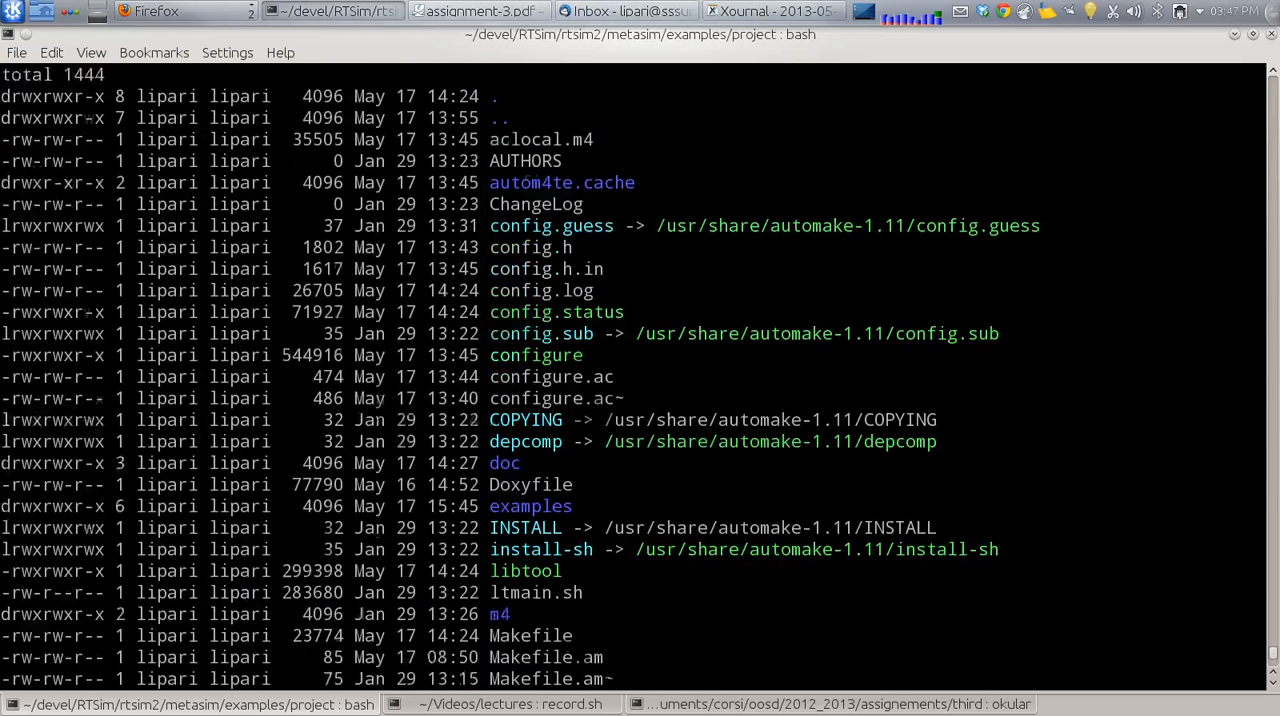 Firefox 2 ~/devel/RTSim/rts assignment-3.pdf Inbox - lipari@sssu Xournal - 2013-05- 03:47 PM
~/devel/RTSim/rtsim2/metasim/examples/project : bash
File Edit View Bookmarks Settings Help
total 1444
drwxrwxr-x 8 lipari lipari 4096 May 17 14:24 .
drwxrwxr-x 7 lipari lipari 4096 May 17 13:55 ..
-rw-rw-r-- 1 lipari lipari 35505 May 17 13:45 aclocal.m4
-rw-rw-r-- 1 lipari lipari 0 Jan 29 13:23 AUTHORS
drwxr-xr-x 2 lipari lipari 4096 May 17 13:45 autom4te.cache
-rw-rw-r-- 1 lipari lipari 0 Jan 29 13:23 ChangeLog
lrwxrwxrwx 1 lipari lipari 37 Jan 29 13:31 config.guess -> /usr/share/automake-1.11/config.guess
-rw-rw-r-- 1 lipari lipari 1802 May 17 13:43 config.h
-rw-rw-r-- 1 lipari lipari 1617 May 17 13:45 config.h.in
-rw-rw-r-- 1 lipari lipari 26705 May 17 14:24 config.log
-rwxrwxr-x 1 lipari lipari 71927 May 17 14:24 config.status
lrwxrwxrwx 1 lipari lipari 35 Jan 29 13:22 config.sub -> /usr/share/automake-1.11/config.sub
-rwxrwxr-x 1 lipari lipari 544916 May 17 13:45 configure
-rw-rw-r-- 1 lipari lipari 474 May 17 13:44 configure.ac
-rw-rw-r-- 1 lipari lipari 486 May 17 13:40 configure.ac~
lrwxrwxrwx 1 lipari lipari 32 Jan 29 13:22 COPYING -> /usr/share/automake-1.11/COPYING
lrwxrwxrwx 1 lipari lipari 32 Jan 29 13:22 depcomp -> /usr/share/automake-1.11/depcomp
drwxrwxr-x 3 lipari lipari 4096 May 17 14:27 doc
-rw-rw-r-- 1 lipari lipari 77790 May 16 14:52 Doxyfile
drwxrwxr-x 6 lipari lipari 4096 May 17 15:45 examples
lrwxrwxrwx 1 lipari lipari 32 Jan 29 13:22 INSTALL -> /usr/share/automake-1.11/INSTALL
lrwxrwxrwx 1 lipari lipari 35 Jan 29 13:22 install-sh -> /usr/share/automake-1.11/install-sh
-rwxrwxr-x 1 lipari lipari 299398 May 17 14:24 libtool
-rw-r--r-- 1 lipari lipari 283680 Jan 29 13:22 ltmain.sh
drwxrwxr-x 2 lipari lipari 4096 Jan 29 13:26 m4
-rw-rw-r-- 1 lipari lipari 23774 May 17 14:24 Makefile
-rw-rw-r-- 1 lipari lipari 85 May 17 08:50 Makefile.am
-rw-rw-r-- 1 lipari lipari 75 Jan 29 13:15 Makefile.am~
~/devel/RTSim/rtsim2/metasim/examples/project : bash ~/Videos/lectures : record.sh ...uments/corsi/oosd/2012_2013/assignements/third : okular